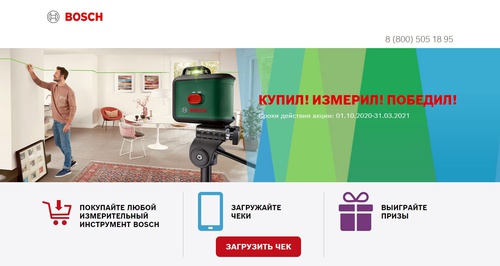 BOSCH
8 (800) 505 18 95
КУПИЛ! ИЗМЕРИЛ! ПОБЕДИЛ!
Сроки действия акции: 01.10.2020-31.03.2021
BOSCH
ПОКУПАЙТЕ ЛЮБОЙ
ИЗМЕРИТЕЛЬНЫЙ
ИНСТРУМЕНТ BOSCH
ЗАГРУЖАЙТЕ
ЧЕКИ
ВЫИГРАЙТЕ
ПРИЗЫ
ЗАГРУЗИТЬ ЧЕК